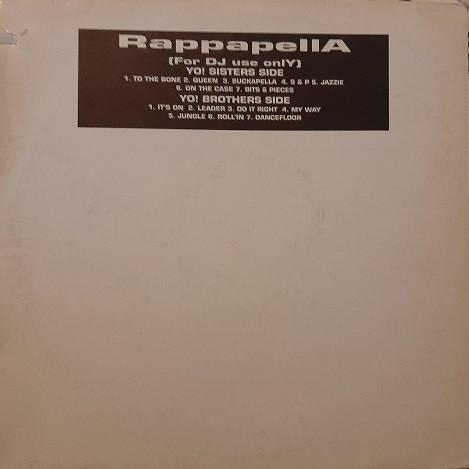 RappapellA
(For DJ use onlY)
YO! SISTERS SIDE
1. TO THE BONE 2. QUEEN 3. BUCKAPELLA 4. S & P 5. JAZZIE
6. ON THE CASE 7. BITS & PIECES
YO! BROTHERS SIDE
1. IT'S ON 2. LEADER 3. DO IT RIGHT 4. MY WAY
5. JUNGLE 6. ROLL'IN 7. DANCEFLOOR